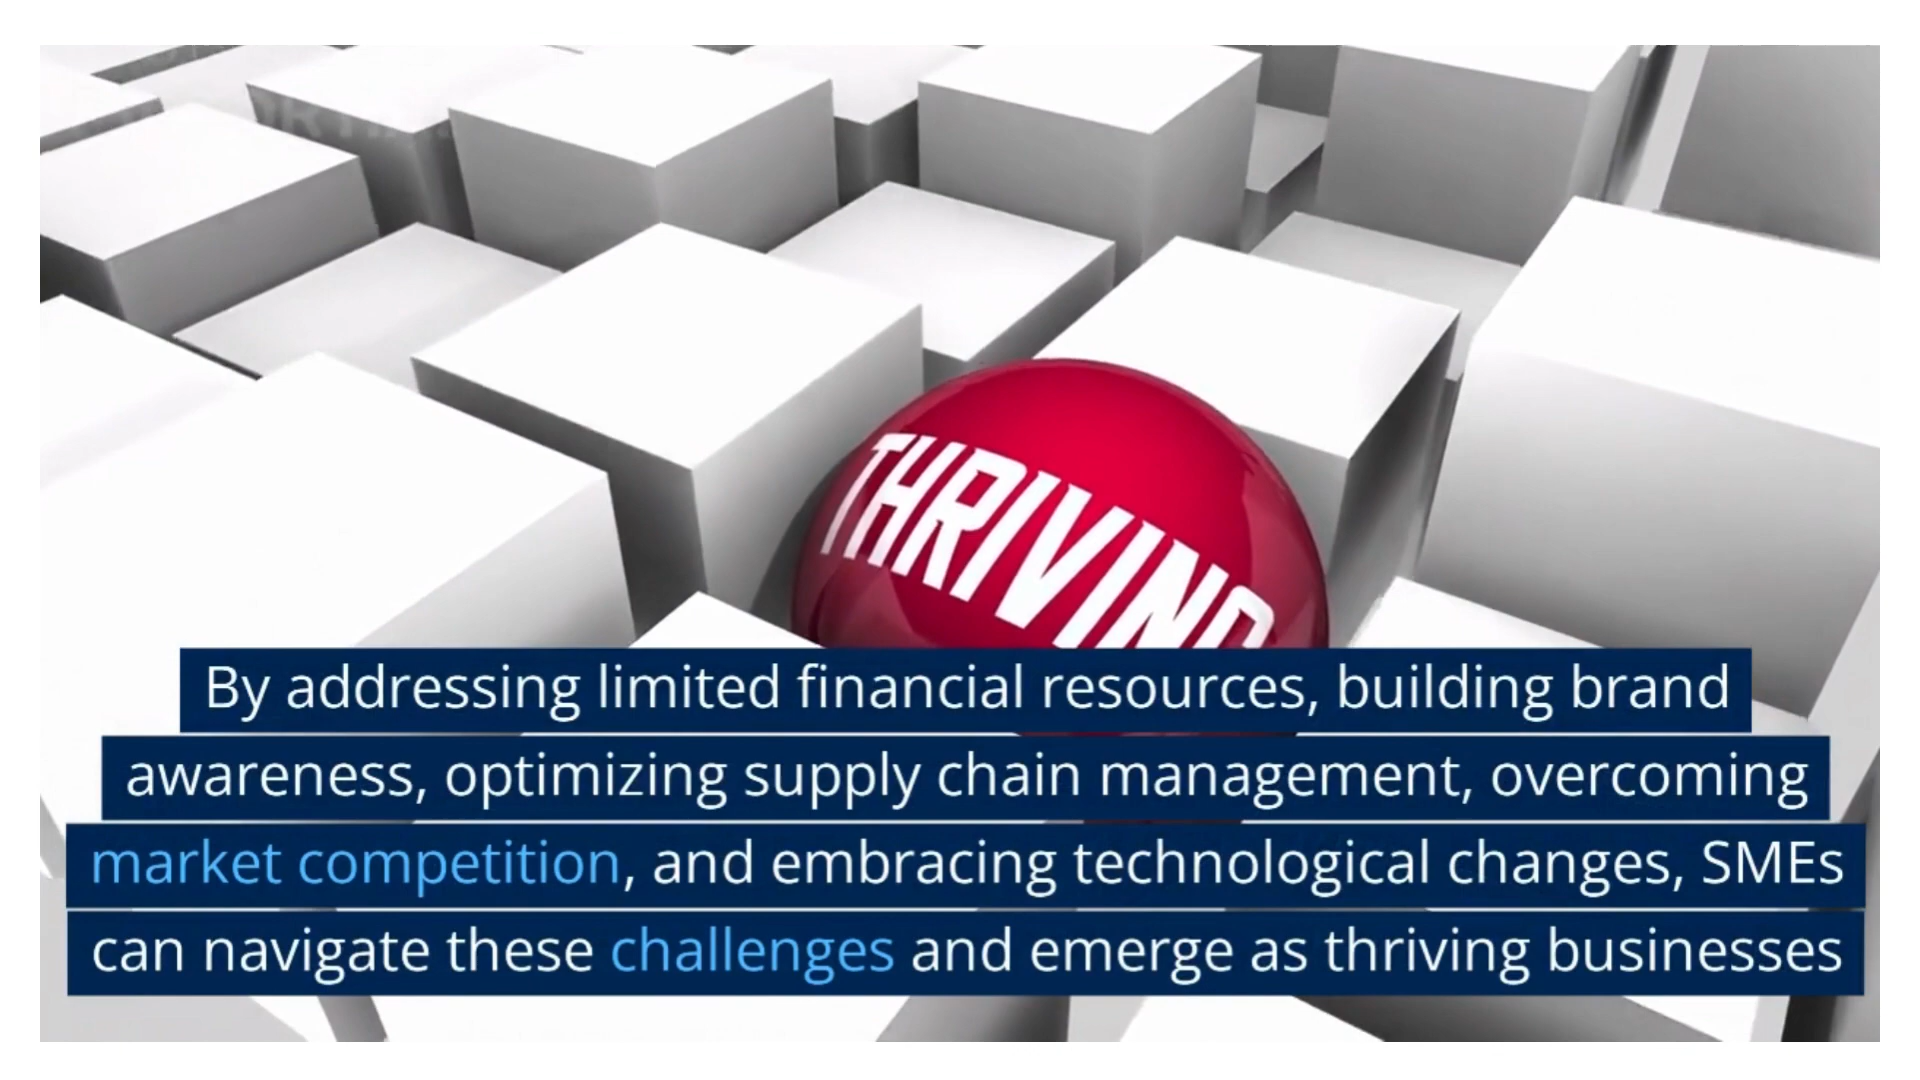 THRIVING
By addressing limited financial resources, building brand
awareness, optimizing supply chain management, overcoming
market competition, and embracing technological changes, SMEs
can navigate these challenges and emerge as thriving businesses